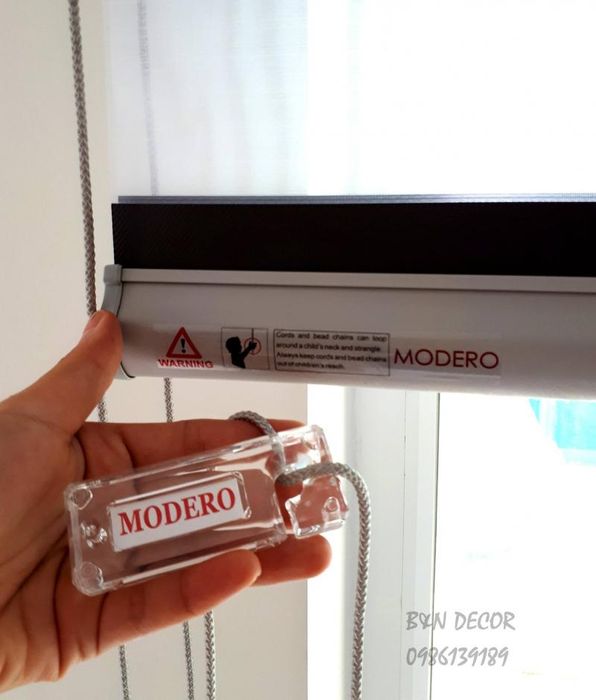 WARNING
Cords and bead chains can loop
around a child's neck and strangle.
Always keep cords and bead chains
out of children's reach.
MODERO
MODERO
B&N DECOR
0986139189